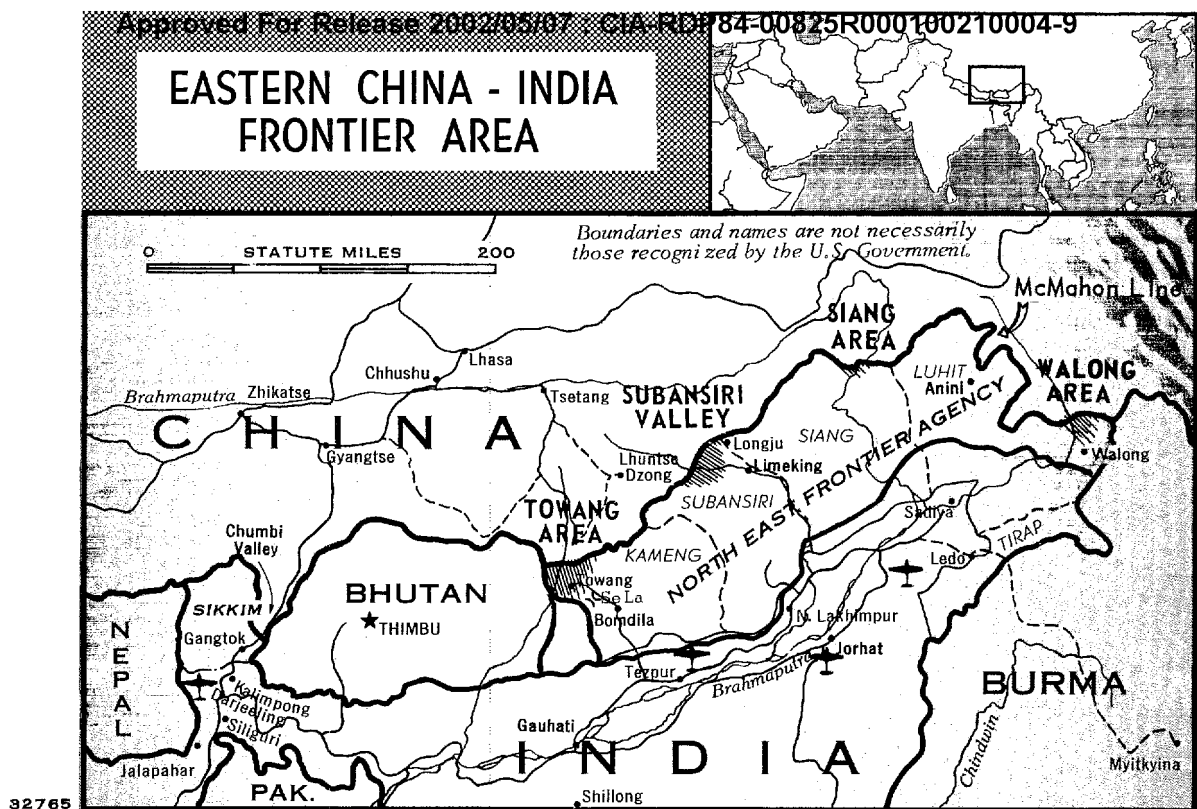 Approved For Release 2002/05/07 : CIA-RDP84-00825R000100210004-9
EASTERN CHINA - INDIA
FRONTIER AREA
0 STATUTE MILES 200
Boundaries and names are not necessarily
those recognized by the U.S. Government.
McMahon Line
SIANG
AREA
WALONG
AREA
LUHIT
Anini
Lhasa
Chhushu
Brahmaputra
Zhikatse
Tsetang
SUBANSIRI
VALLEY
CHINA
Gyangtse
Longju
SIANG
Limeking
Walong
Lhuntse
Dzong
SUBANSIRI
NORTH EAST FRONTIER AGENCY
Sadiya
TOWANG
AREA
KAMENG
TIRAP
Ledo
Chumbi
Valley
BHUTAN
THIMBU
Towang
Se La
Bomdila
SIKKIM
Gangtok
N. Lakhimpur
Jorhat
NEPAL
Tezpur
Brahmaputra
BURMA
Kalimpong
Darjeeling
Siliguri
Gauhati
INDIA
Chindwin
Myitkyina
Jalapahar
PAK.
Shillong
32765